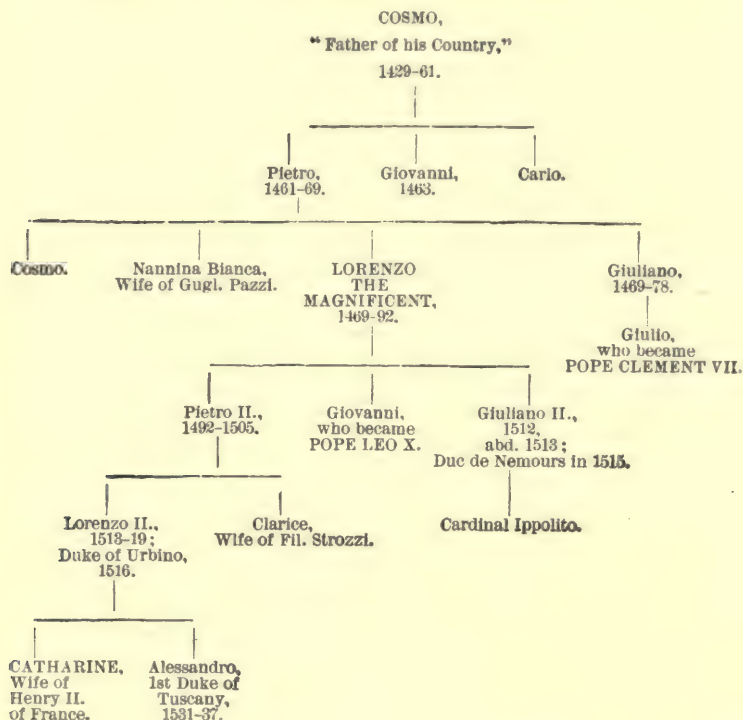 COSMO,
"Father of his Country,"
1429-61.
Pietro,
1461-69.
Giovanni,
1463.
Carlo.
Cosmo.
Nannina Bianca,
Wife of Gugl. Pazzi.
LORENZO
THE
MAGNIFICENT,
1469-92.
Giuliano,
1469-78.
Giulio,
who became
POPE CLEMENT VII.
Pietro II.,
1492-1505.
Giovanni,
who became
POPE LEO X.
Giuliano II.,
1512,
abd. 1513;
Duc de Nemours in 1515.
Lorenzo II.,
1513-19;
Duke of Urbino,
1516.
Clarice,
Wife of Fil. Strozzi.
Cardinal Ippolito.
CATHARINE,
Wife of
Henry II.
of France.
Alessandro,
1st Duke of
Tuscany,
1531-37.